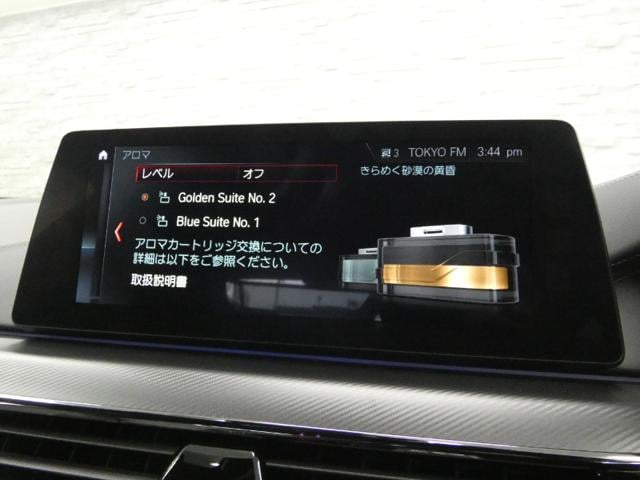 アロマ
3 TOKYO FM 3:44 pm
レベル オフ
きらめく砂漠の黄昏
Golden Suite No. 2
Blue Suite No. 1
アロマカートリッジ交換についての
詳細は以下をご参照ください。
取扱説明書